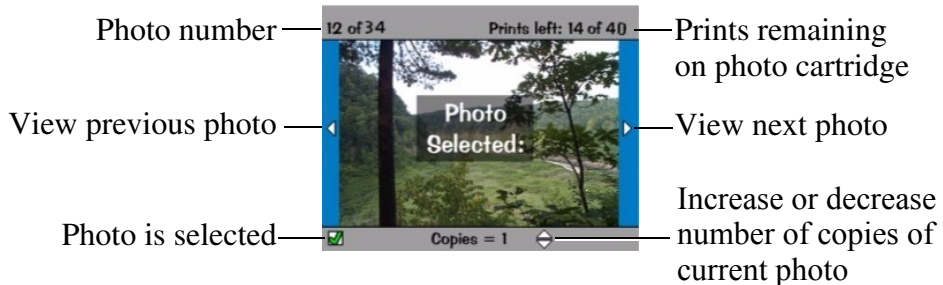 Photo number
12 of 34
Prints left: 14 of 40
Prints remaining
on photo cartridge
View previous photo
Photo
Selected:
View next photo
Photo is selected
Copies = 1
Increase or decrease
number of copies of
current photo